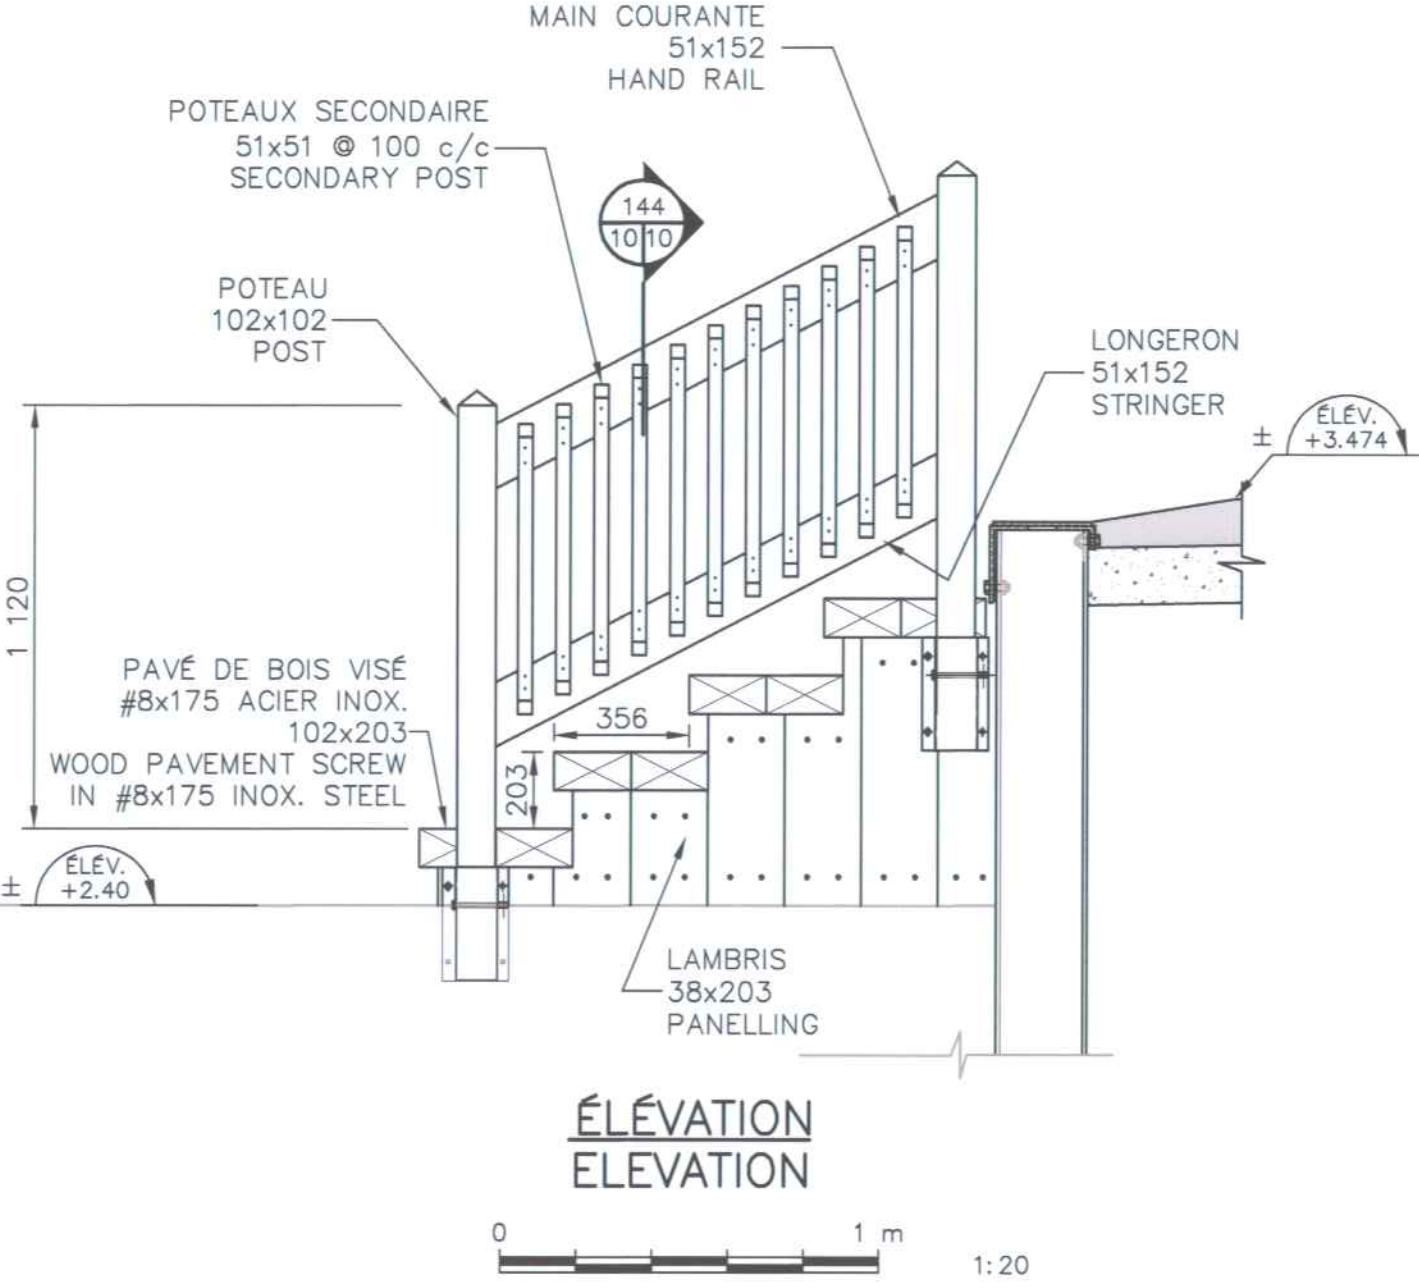 MAIN COURANTE
51x152
HAND RAIL
POTEAUX SECONDAIRE
51x51 @ 100 c/c
SECONDARY POST
144
10 10
POTEAU
102x102
POST
LONGERON
51x152
STRINGER
±
ÉLÉV.
+3.474
1 120
PAVÉ DE BOIS VISÉ
#8x175 ACIER INOX.
102x203
WOOD PAVEMENT SCREW
IN #8x175 INOX. STEEL
356
203
±
ÉLÉV.
+2.40
LAMBRIS
38x203
PANELLING
ÉLÉVATION
ELEVATION
0 1 m
1:20